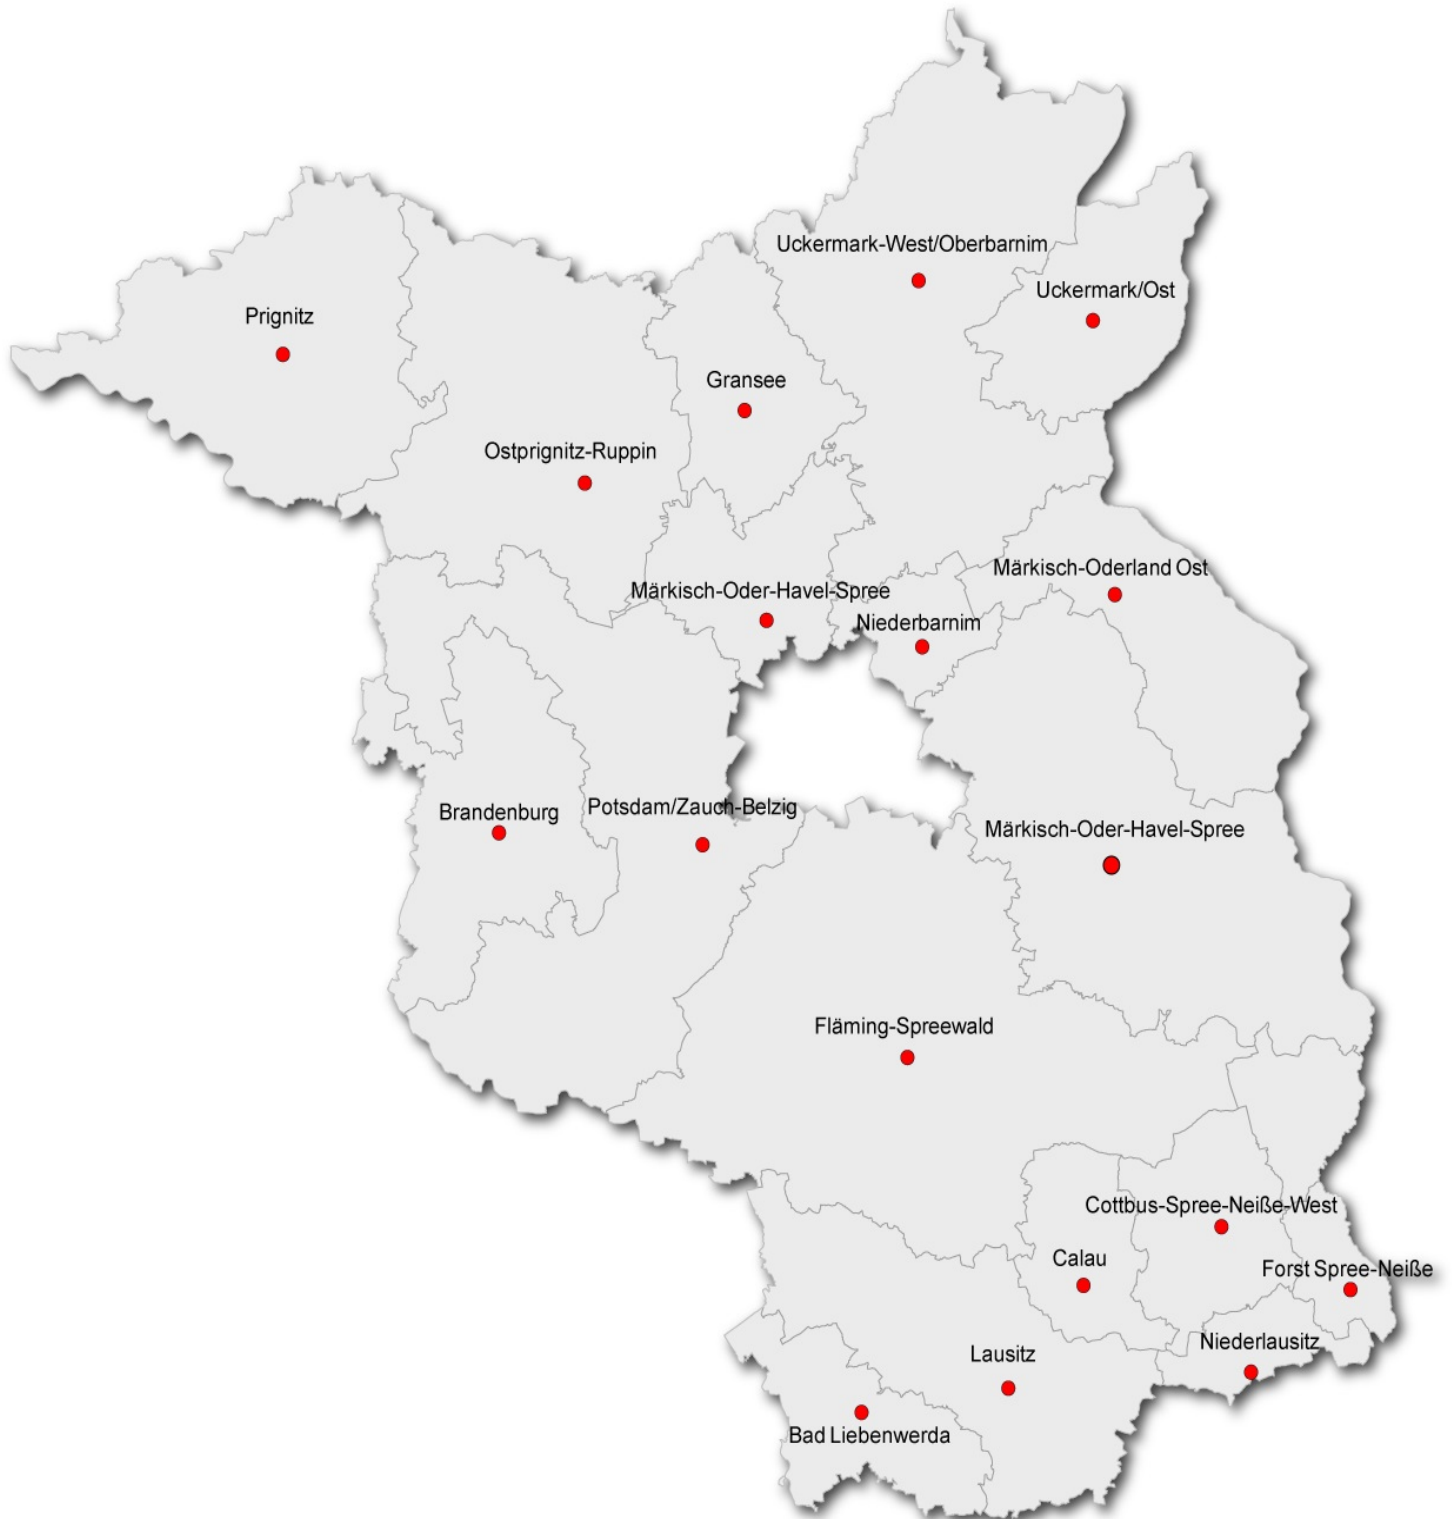 Uckermark-West/Oberbarnim
Uckermark/Ost
Prignitz
Gransee
Ostprignitz-Ruppin
Märkisch-Oderland Ost
Märkisch-Oder-Havel-Spree
Niederbarnim
Potsdam/Zauch-Belzig
Brandenburg
Märkisch-Oder-Havel-Spree
Fläming-Spreewald
Cottbus-Spree-Neiße-West
Calau
Forst Spree-Neiße
Niederlausitz
Lausitz
Bad Liebenwerda